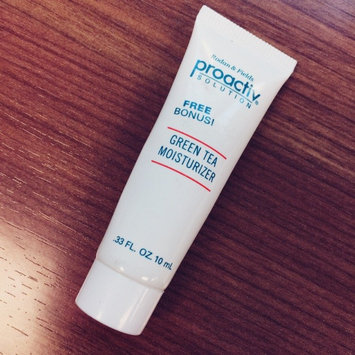 Rodan & Fields
proactiv®
SOLUTION
FREE
BONUS!
GREEN TEA
MOISTURIZER
.33 FL. OZ. 10 mL